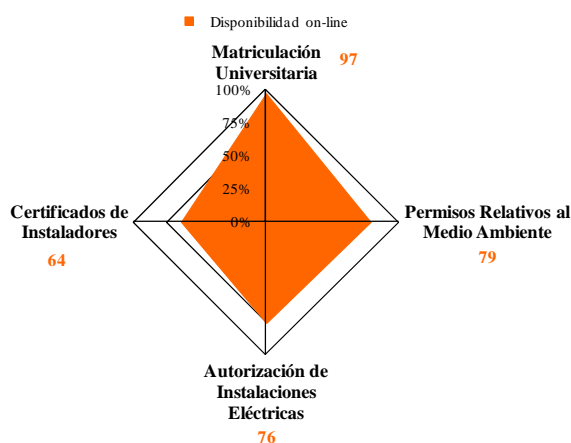 Disponibilidad on-line
Matriculación
Universitaria
97
100%
75%
50%
25%
0%
Certificados de
Instaladores
64
Permisos Relativos al
Medio Ambiente
79
Autorización de
Instalaciones
Eléctricas
76